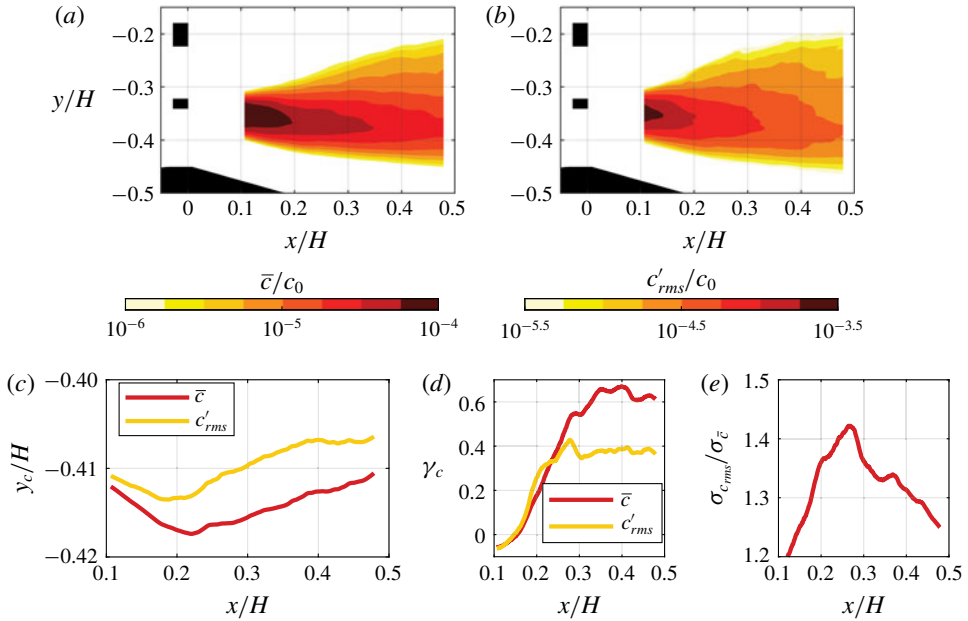 (a) (b)
−0.2 −0.2
−0.3 −0.3
y/H
−0.4 −0.4
−0.5 −0.5
0 0.1 0.2 0.3 0.4 0.5 0 0.1 0.2 0.3 0.4 0.5
x/H x/H
c̅/c₀ c′rms/c₀
10⁻⁶ 10⁻⁵ 10⁻⁴ 10⁻⁵·⁵ 10⁻⁴·⁵ 10⁻³·⁵
(c) −0.40 (d) (e) 1.5
c̅
c′rms
0.6
1.4
y_c/H −0.41 γ_c 0.4 σ_c_rms/σ_c̅
1.3
0.2
c̅
c′rms
0
−0.42 1.2
0.1 0.2 0.3 0.4 0.5 0.1 0.2 0.3 0.4 0.5 0.1 0.2 0.3 0.4 0.5
x/H x/H x/H